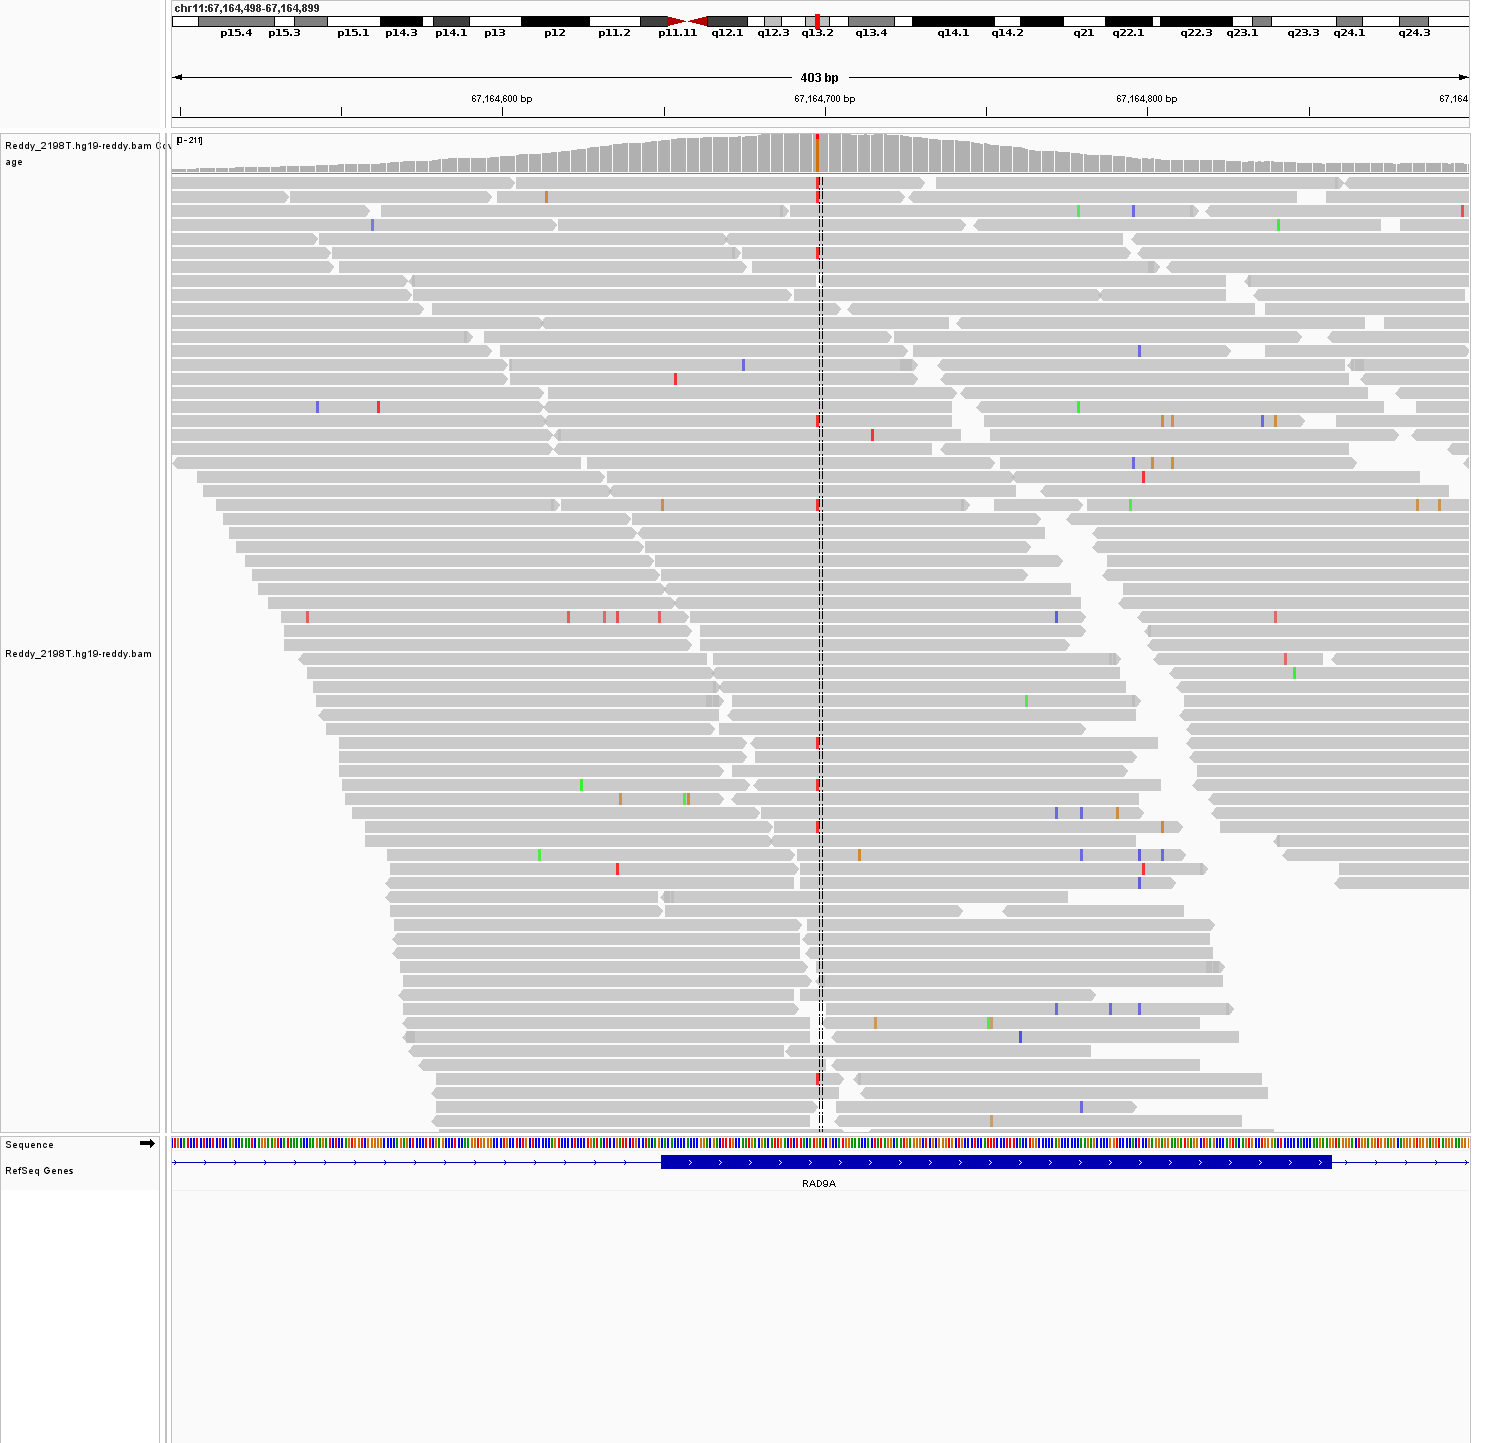 chr11:67,164,498-67,164,899
p15.4 p15.3 p15.1 p14.3 p14.1 p13 p12 p11.2 p11.11 q12.1 q12.3 q13.2 q13.4 q14.1 q14.2 q21 q22.1 q22.3 q23.1 q23.3 q24.1 q24.3
403 bp
67,164,600 bp 67,164,700 bp 67,164,800 bp 67,164
Reddy_2198T.hg19-reddy.bam Cov
age
[0-211]
Reddy_2198T.hg19-reddy.bam
Sequence
RefSeq Genes
RAD9A